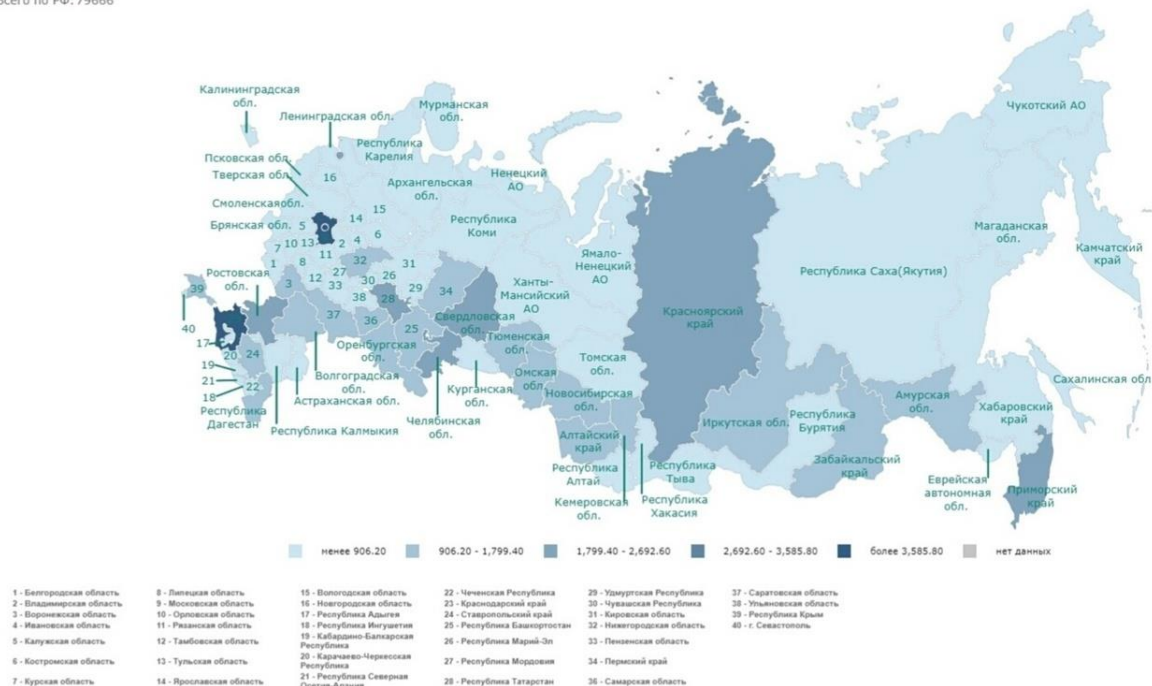 Всего по РФ: 79666
Калининградская
обл.
Ленинградская обл.
Мурманская
обл.
Чукотский АО
Республика
Карелия
Псковская обл.
Тверская обл.
16
Архангельская
обл.
Ненецкий
АО
Смоленскаяобл.
Брянская обл.
5
14
15
Республика
Коми
Магаданская
обл.
Камчатский
край
7
10
13
2
4
6
11
1
8
32
31
Ямало-
Ненецкий
АО
Республика Саха(Якутия)
Ростовская
обл.
3
12
27
33
30
26
29
34
Ханты-
Мансийский
АО
39
38
28
Красноярский
край
40
37
36
25
Свердловская
обл.
17
20
24
Оренбургская
обл.
Тюменская
обл.
Томская
обл.
19
21
18
22
Волгоградская
обл.
Астраханская обл.
Курганская
обл.
Омская
обл.
Новосибирская
обл.
Сахалинская обл
Республика
Дагестан
Республика Калмыкия
Челябинская
обл.
Алтайский
край
Иркутская обл.
Республика
Бурятия
Амурская
обл.
Хабаровский
край
Республика
Алтай
Республика
Тыва
Забайкальский
край
Кемеровская
обл.
Республика
Хакасия
Еврейская
автономная
обл.
Приморский
край
менее 906.20
906.20 - 1,799.40
1,799.40 - 2,692.60
2,692.60 - 3,585.80
более 3,585.80
нет данных
1 - Белгородская область
2 - Владимирская область
3 - Воронежская область
4 - Ивановская область
5 - Калужская область
6 - Костромская область
7 - Курская область
8 - Липецкая область
9 - Московская область
10 - Орловская область
11 - Рязанская область
12 - Тамбовская область
13 - Тульская область
14 - Ярославская область
15 - Вологодская область
16 - Новгородская область
17 - Республика Адыгея
18 - Республика Ингушетия
19 - Кабардино-Балкарская
Республика
20 - Карачаево-Черкесская
Республика
21 - Республика Северная
Осетия-Алания
22 - Чеченская Республика
23 - Краснодарский край
24 - Ставропольский край
25 - Республика Башкортостан
26 - Республика Марий-Эл
27 - Республика Мордовия
28 - Республика Татарстан
29 - Удмуртская Республика
30 - Чувашская Республика
31 - Кировская область
32 - Нижегородская область
33 - Пензенская область
34 - Пермский край
36 - Самарская область
37 - Саратовская область
38 - Ульяновская область
39 - Республика Крым
40 - г. Севастополь